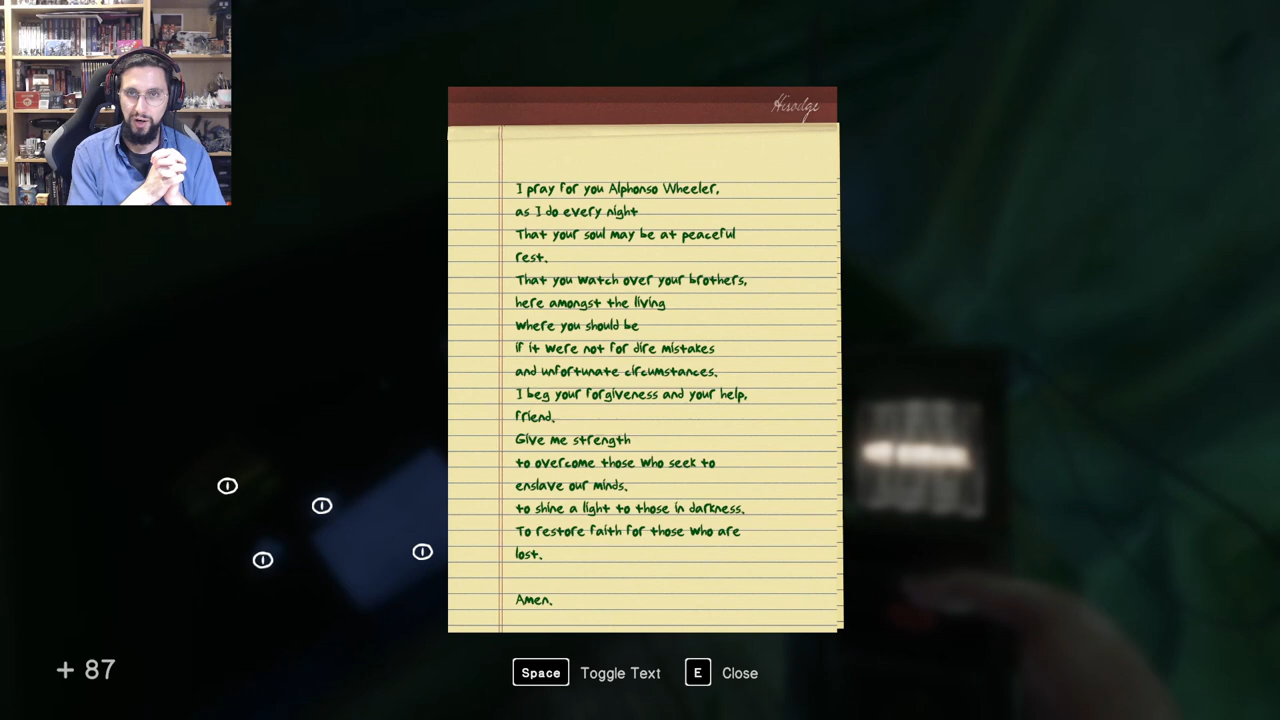 Hirodge
I pray for you Alphonso Wheeler,
as I do every night
That your soul may be at peaceful
rest.
That you watch over your brothers,
here amongst the living
where you should be
if it were not for dire mistakes
and unfortunate circumstances.
I beg your forgiveness and your help,
friend.
Give me strength
to overcome those who seek to
enslave our minds.
to shine a light to those in darkness.
To restore faith for those who are
lost.
Amen.
+ 87
Space Toggle Text E Close